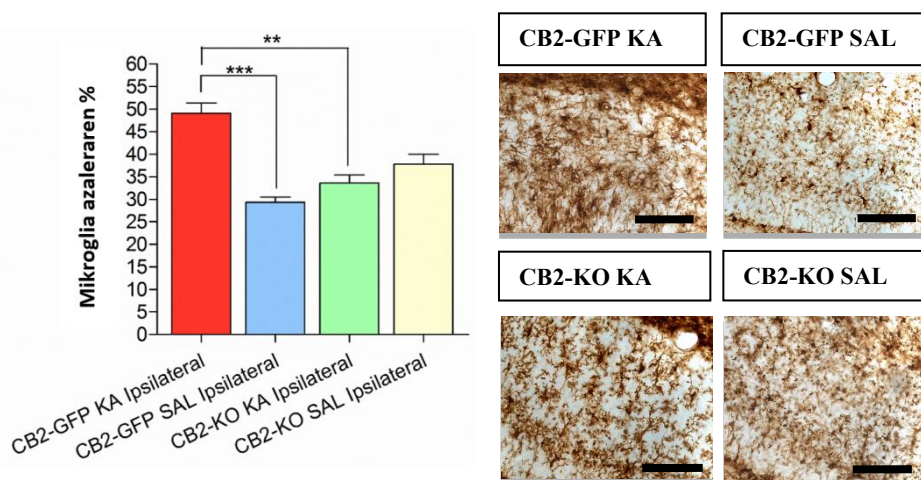 Mikroglia azaleraren %
60
55
50
45
40
35
30
25
20
15
10
5
0
**
***
CB2-GFP KA Ipsilateral
CB2-GFP SAL Ipsilateral
CB2-KO KA Ipsilateral
CB2-KO SAL Ipsilateral
CB2-GFP KA
CB2-GFP SAL
CB2-KO KA
CB2-KO SAL